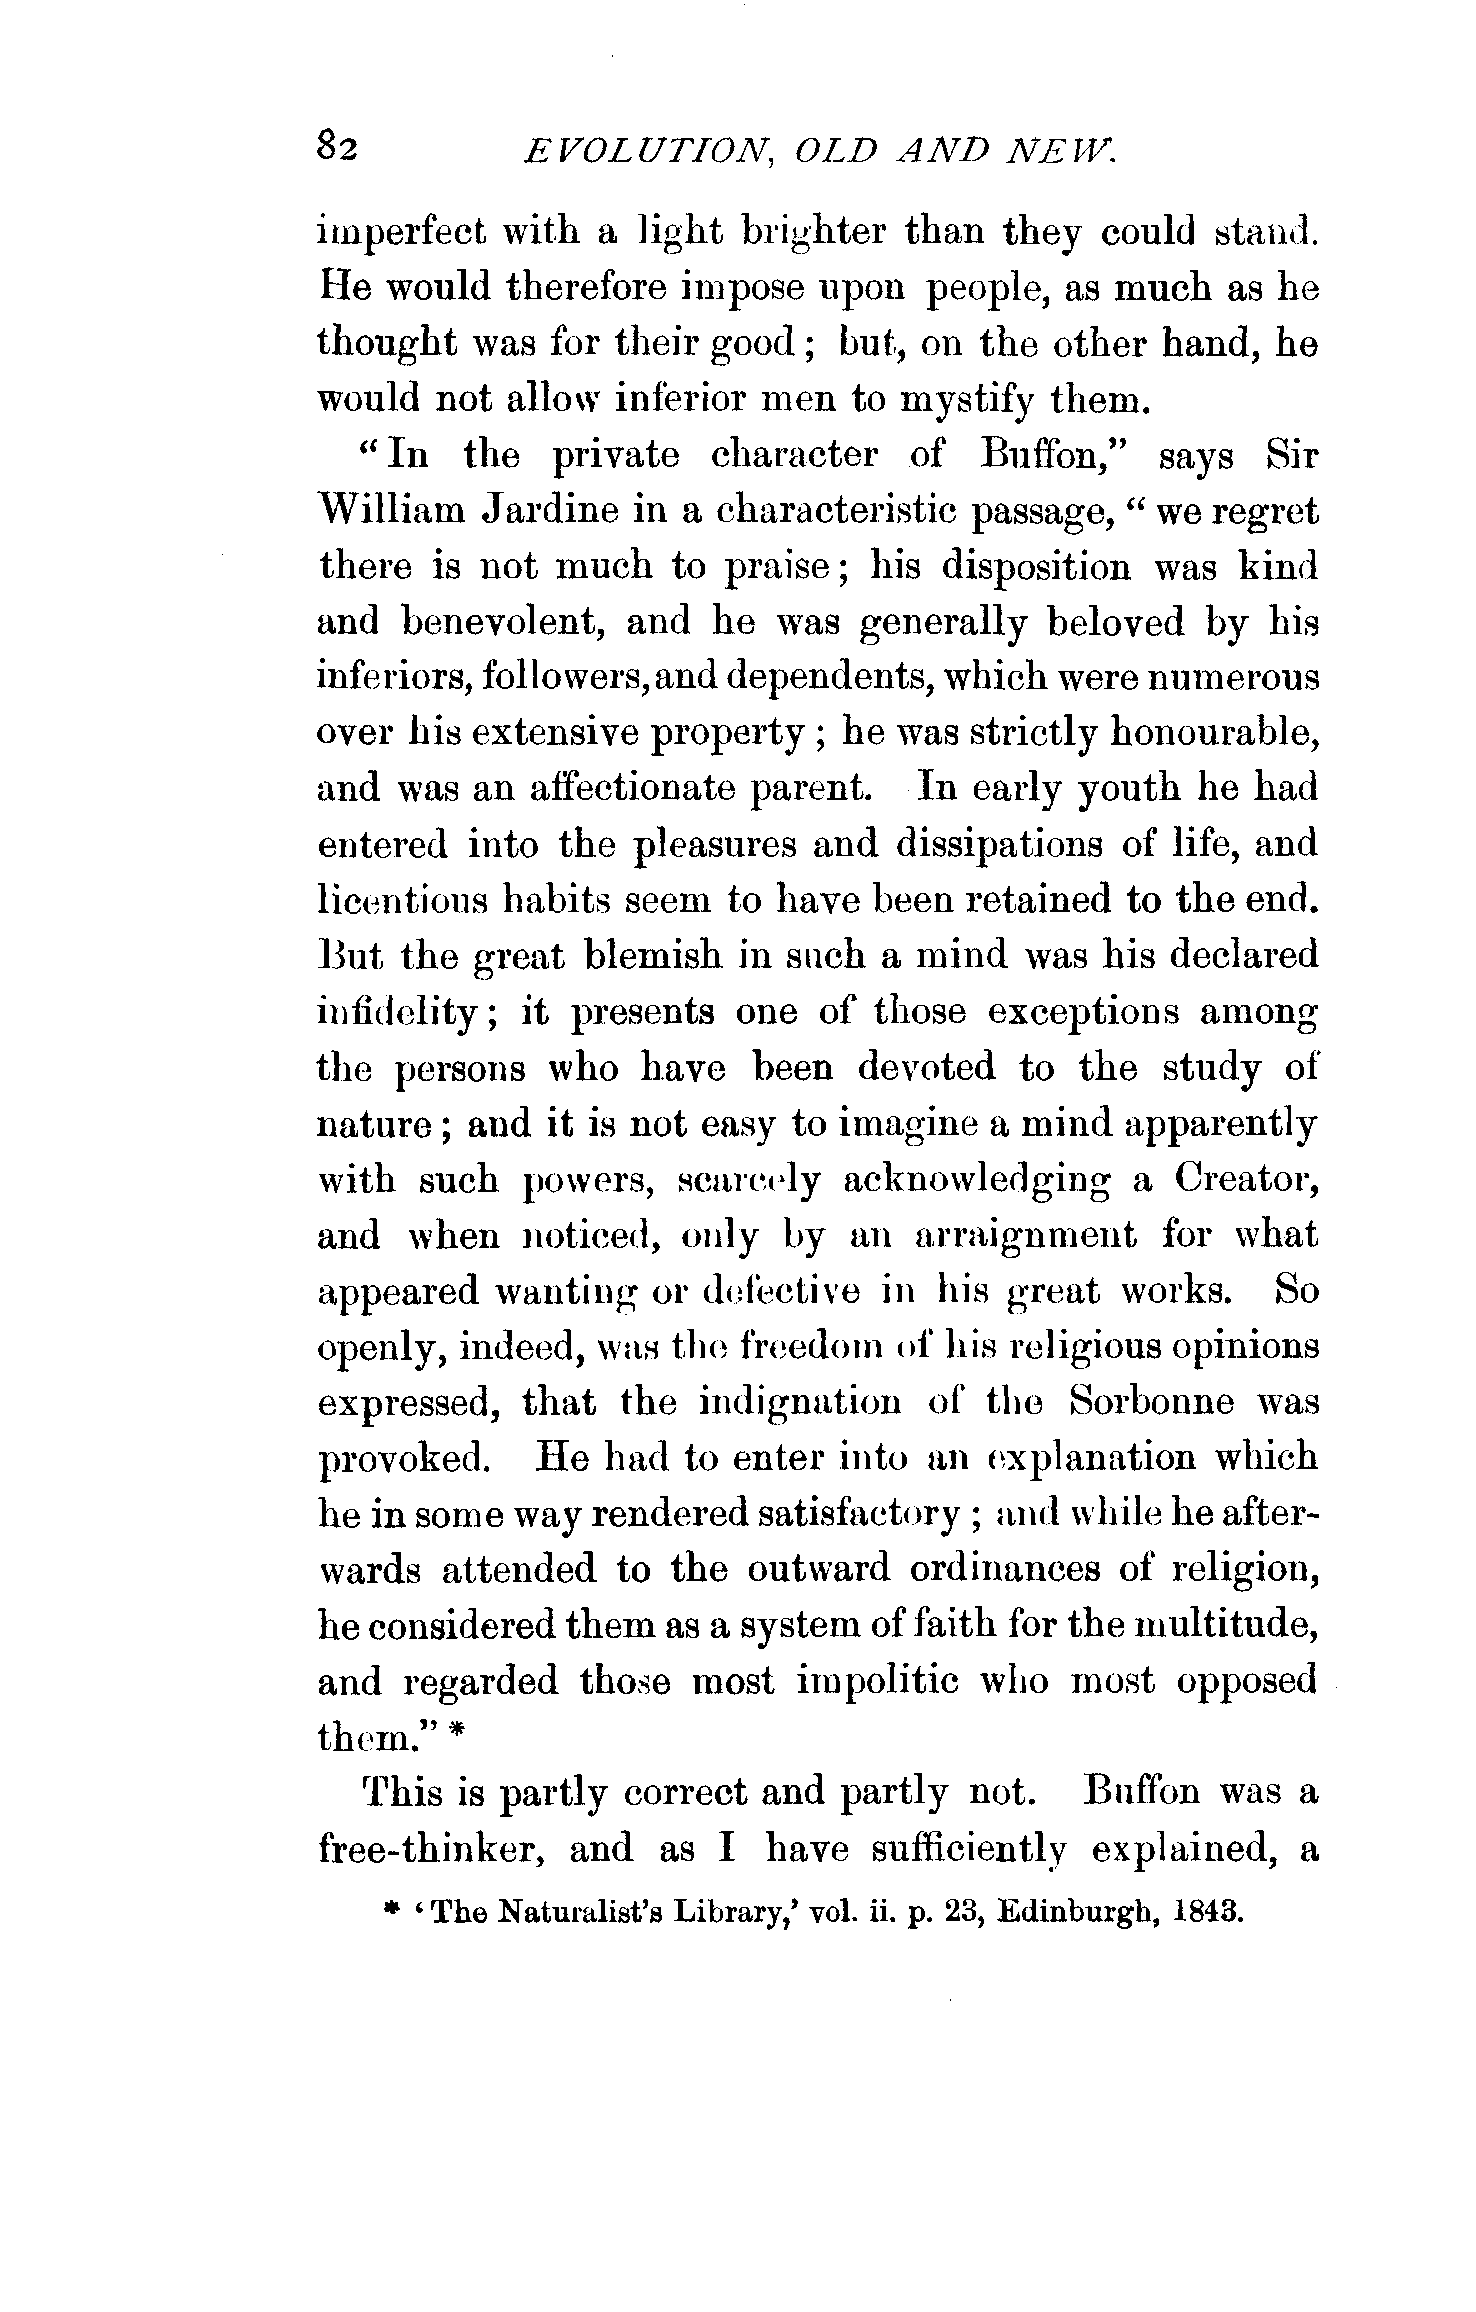 82 EVOLUTION, OLD AND NEW.
imperfect with a light brighter than they could stand.
He would therefore impose upon people, as much as he
thought was for their good ; but, on the other hand, he
would not allow inferior men to mystify them.
“ In the private character of Buffon,” says Sir
William Jardine in a characteristic passage, “ we regret
there is not much to praise ; his disposition was kind
and benevolent, and he was generally beloved by his
inferiors, followers, and dependents, which were numerous
over his extensive property ; he was strictly honourable,
and was an affectionate parent. In early youth he had
entered into the pleasures and dissipations of life, and
licentious habits seem to have been retained to the end.
But the great blemish in such a mind was his declared
infidelity ; it presents one of those exceptions among
the persons who have been devoted to the study of
nature ; and it is not easy to imagine a mind apparently
with such powers, scarcely acknowledging a Creator,
and when noticed, only by an arraignment for what
appeared wanting or defective in his great works. So
openly, indeed, was the freedom of his religious opinions
expressed, that the indignation of the Sorbonne was
provoked. He had to enter into an explanation which
he in some way rendered satisfactory ; and while he after-
wards attended to the outward ordinances of religion,
he considered them as a system of faith for the multitude,
and regarded those most impolitic who most opposed
them.” *
This is partly correct and partly not. Buffon was a
free-thinker, and as I have sufficiently explained, a
* ‘ The Naturalist’s Library,’ vol. ii. p. 23, Edinburgh, 1843.